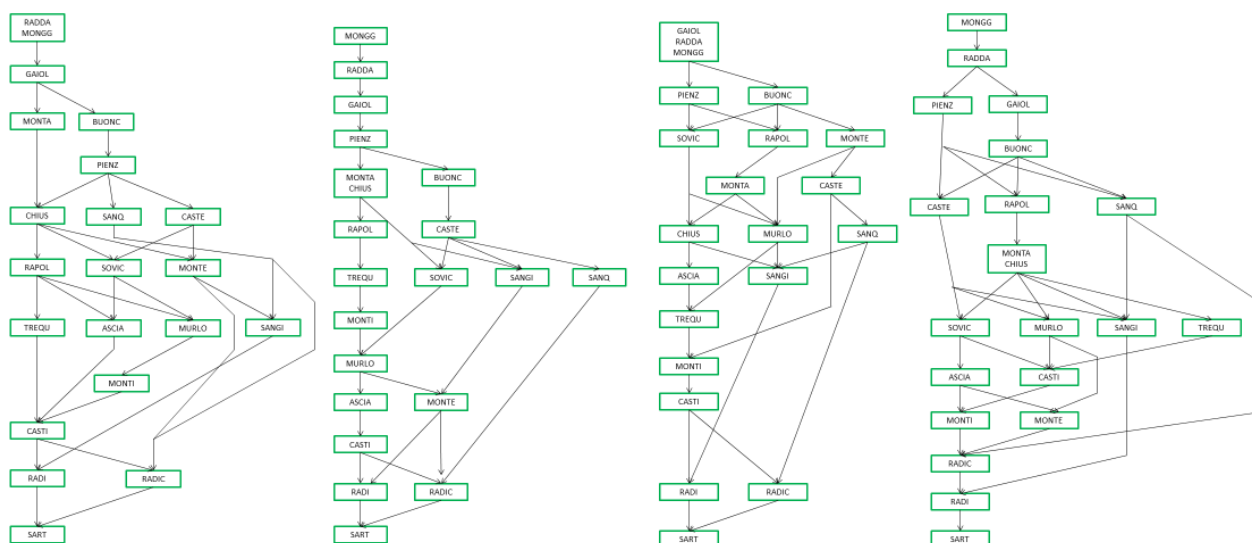 RADDA
MONGG
GAIOL
MONTA
BUONC
PIENZ
CHIUS
SANQ
CASTE
RAPOL
SOVIC
MONTE
TREQU
ASCIA
MURLO
SANGI
MONTI
CASTI
RADI
RADIC
SART
MONGG
RADDA
GAIOL
PIENZ
MONTA
CHIUS
BUONC
RAPOL
CASTE
TREQU
SOVIC
SANGI
SANQ
MONTI
MURLO
ASCIA
MONTE
CASTI
RADI
RADIC
SART
GAIOL
RADDA
MONGG
PIENZ
BUONC
SOVIC
RAPOL
MONTE
MONTA
CASTE
CHIUS
MURLO
SANQ
ASCIA
SANGI
TREQU
MONTI
CASTI
RADI
RADIC
SART
MONGG
RADDA
PIENZ
GAIOL
BUONC
CASTE
RAPOL
SANQ
MONTA
CHIUS
SOVIC
MURLO
SANGI
TREQU
ASCIA
CASTI
MONTI
MONTE
RADIC
RADI
SART